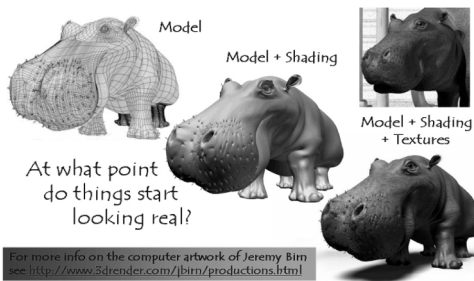 Model
Model + Shading
Model + Shading
+ Textures
At what point
do things start
looking real?
For more info on the computer artwork of Jeremy Birn
see http://www.3drender.com/jbirn/productions.html